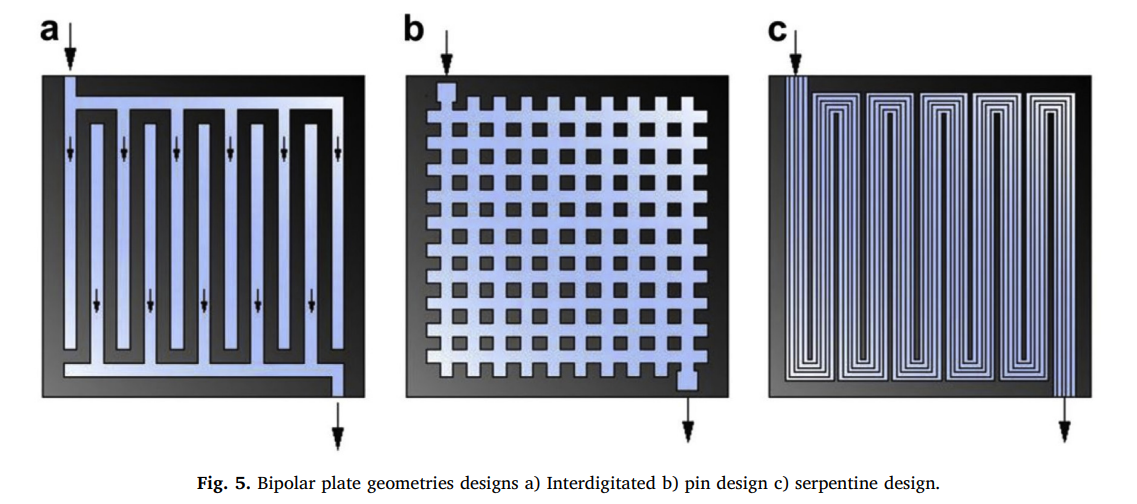 a
b
c
Fig. 5. Bipolar plate geometries designs a) Interdigitated b) pin design c) serpentine design.